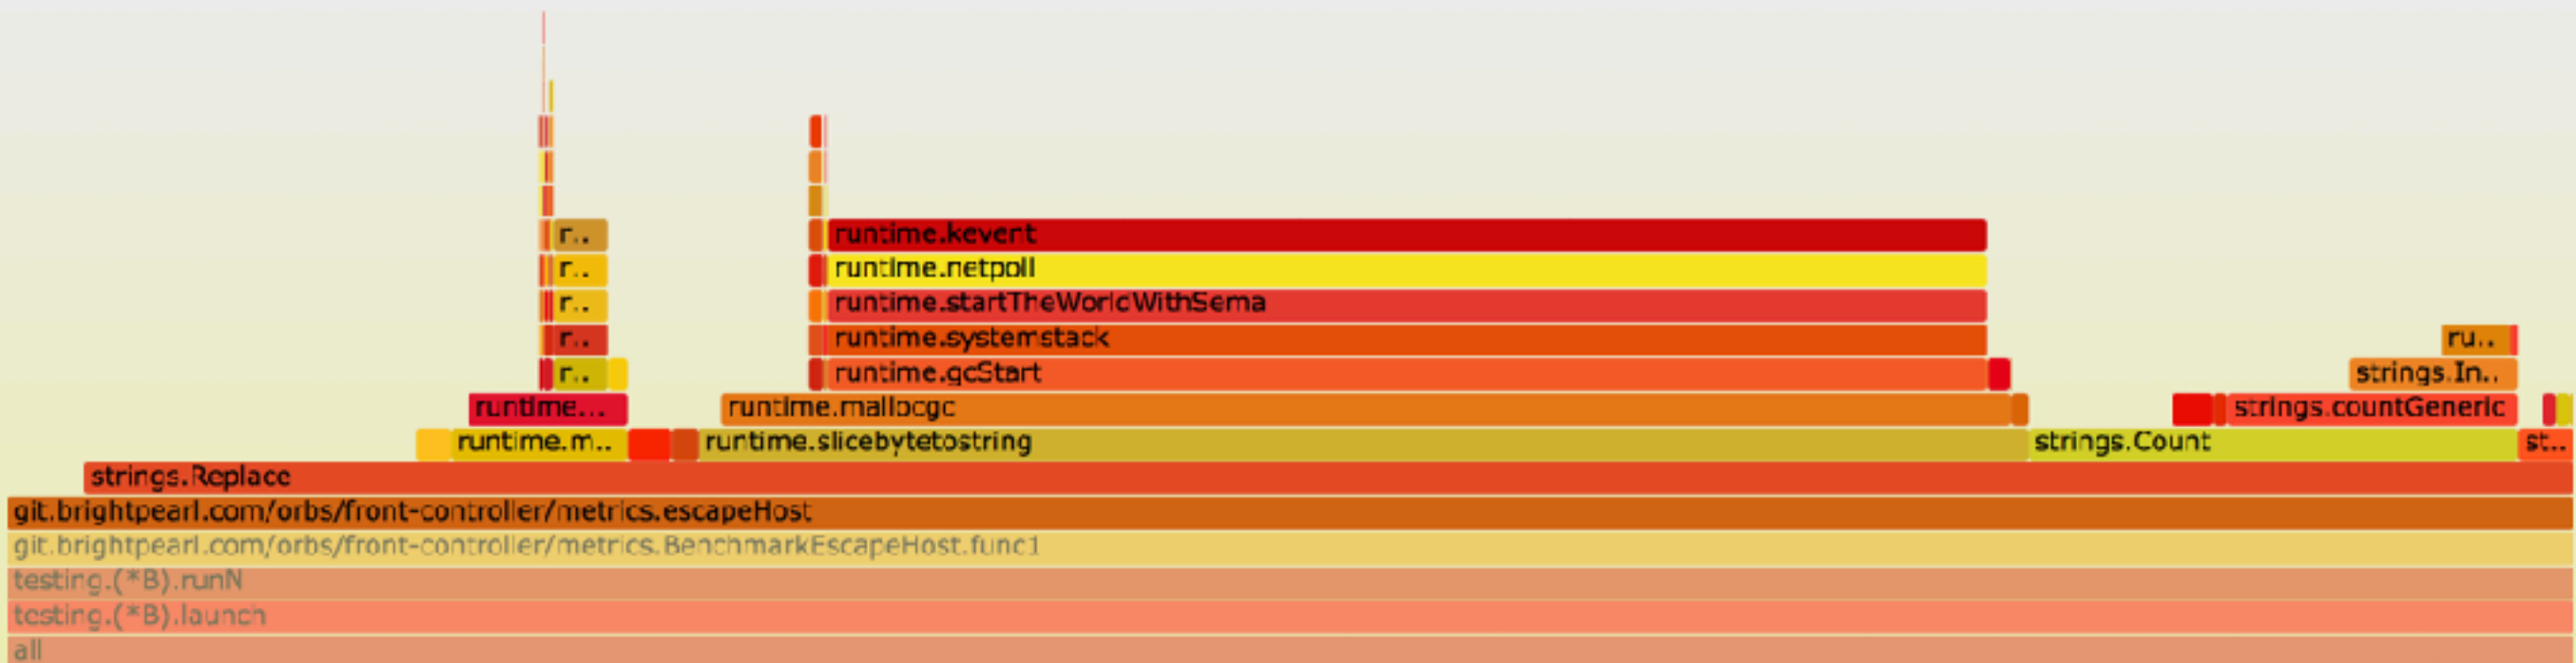 r..
runtime.kevent
r..
runtime.netpoll
r..
runtime.startTheWorldWithSema
r..
runtime.systemstack
ru..
r..
runtime.gcStart
strings.In..
runtime...
runtime.mallocgc
strings.countGeneric
runtime.m..
runtime.slicebytetostring
strings.Count
st..
strings.Replace
git.brightpearl.com/orbs/front-controller/metrics.escapeHost
git.brightpearl.com/orbs/front-controller/metrics.BenchmarkEscapeHost.func1
testing.(*B).runN
testing.(*B).launch
all